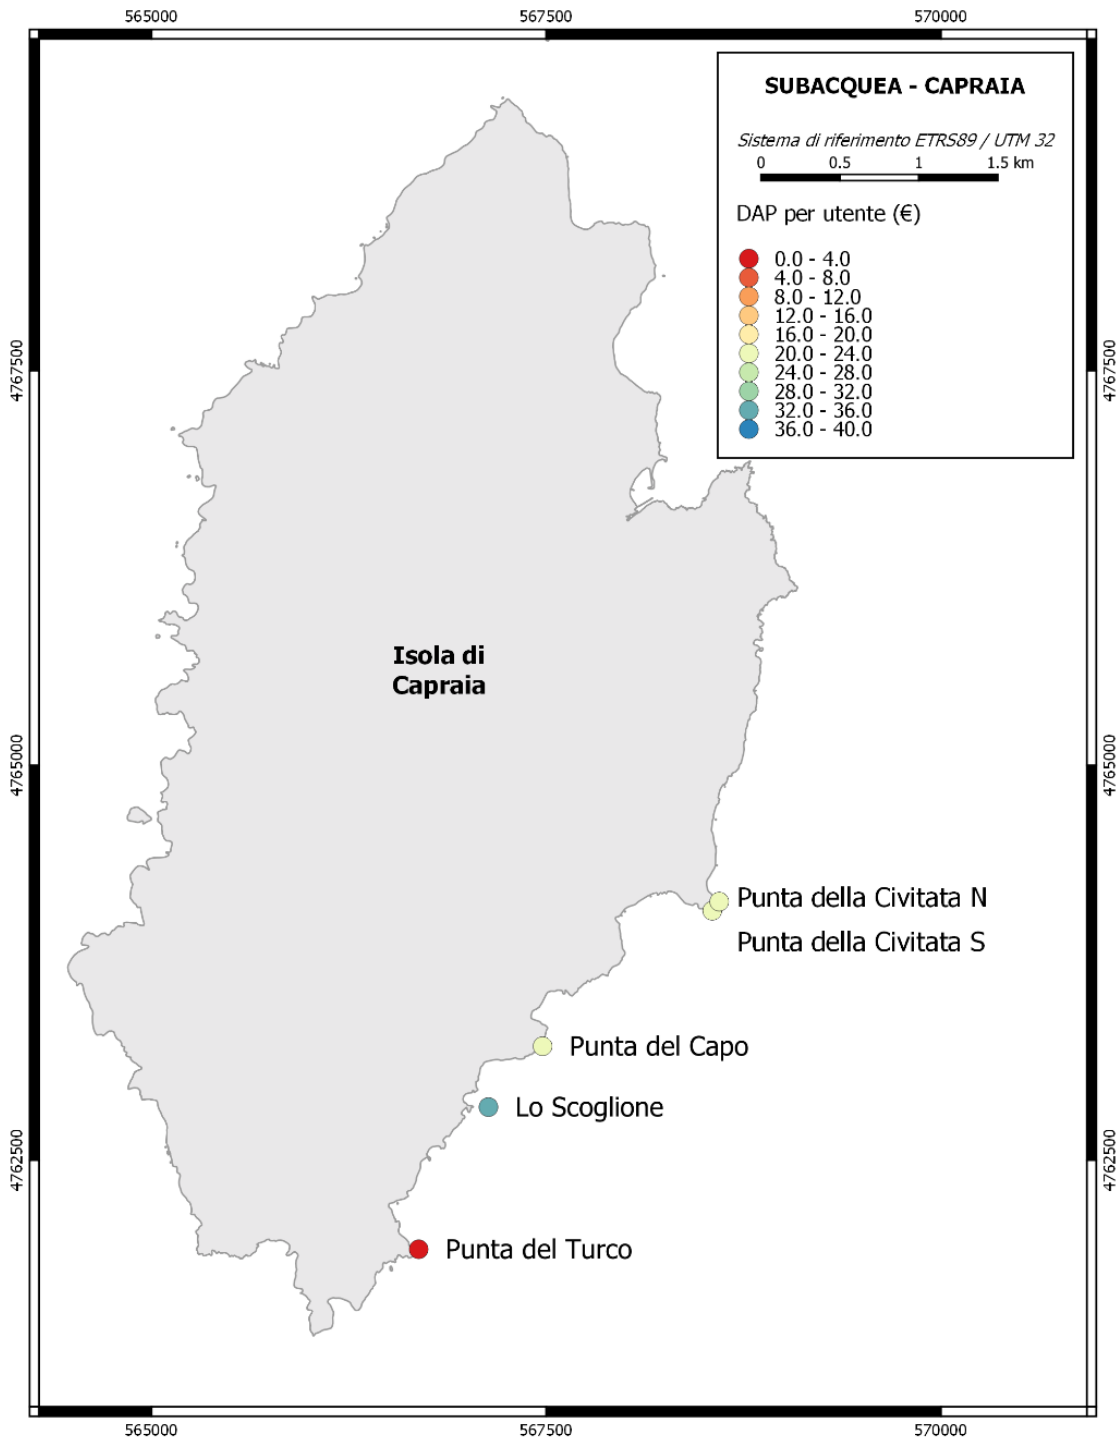 565000
567500
570000
SUBACQUEA - CAPRAIA
Sistema di riferimento ETRS89 / UTM 32
0 0.5 1 1.5 km
DAP per utente (€)
0.0 - 4.0
4.0 - 8.0
8.0 - 12.0
12.0 - 16.0
16.0 - 20.0
20.0 - 24.0
24.0 - 28.0
28.0 - 32.0
32.0 - 36.0
36.0 - 40.0
4767500
4767500
Isola di
Capraia
4765000
4765000
Punta della Civitata N
Punta della Civitata S
Punta del Capo
Lo Scoglione
4762500
4762500
Punta del Turco
565000
567500
570000